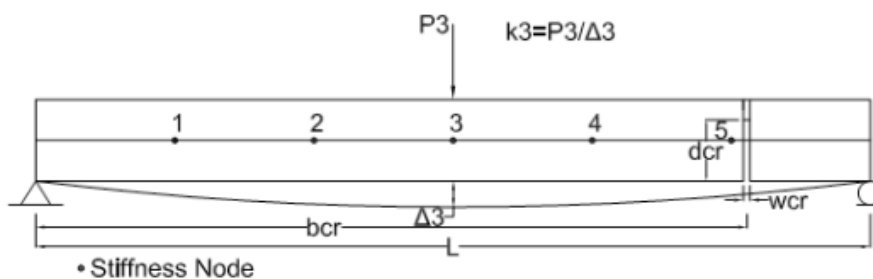 P3 k3=P3/Δ3
1 2 3 4 5
dcr
Δ3 wcr
bcr
L
• Stiffness Node